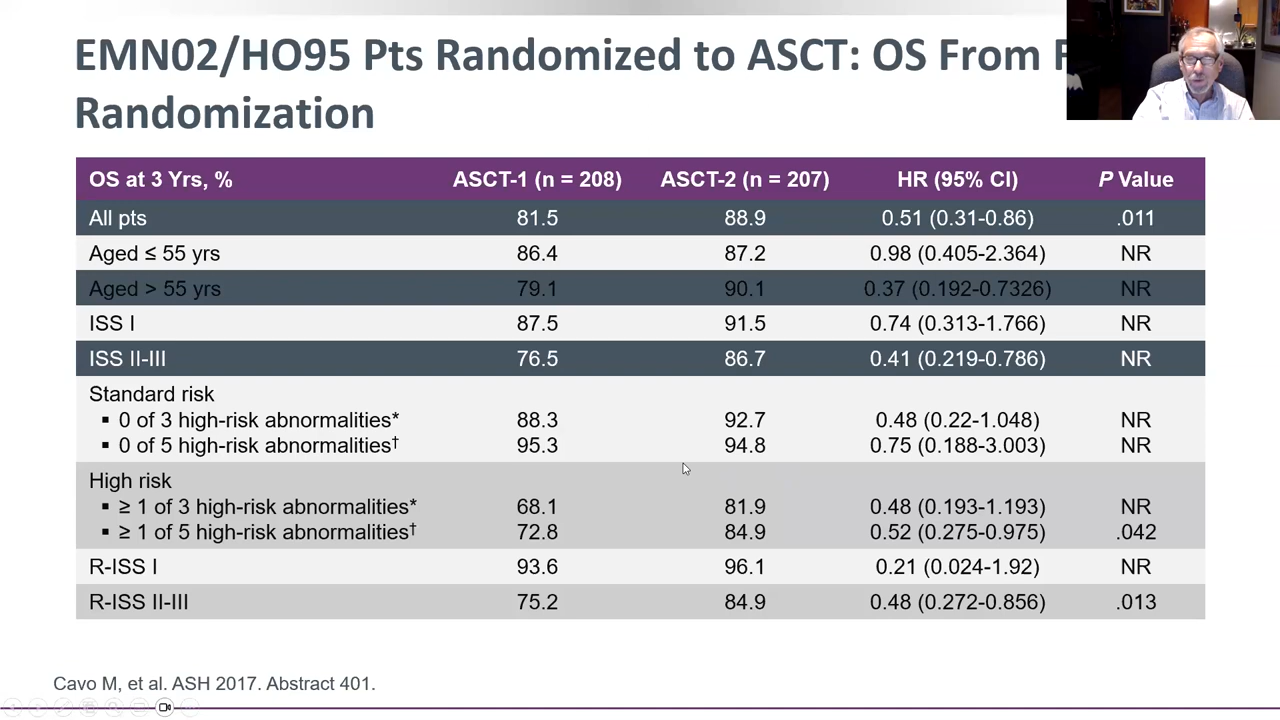 EMN02/HO95 Pts Randomized to ASCT: OS From
Randomization
OS at 3 Yrs, % ASCT-1 (n = 208) ASCT-2 (n = 207) HR (95% CI) P Value
All pts 81.5 88.9 0.51 (0.31-0.86) .011
Aged ≤ 55 yrs 86.4 87.2 0.98 (0.405-2.364) NR
Aged > 55 yrs 79.1 90.1 0.37 (0.192-0.7326) NR
ISS I 87.5 91.5 0.74 (0.313-1.766) NR
ISS II-III 76.5 86.7 0.41 (0.219-0.786) NR
Standard risk
▪ 0 of 3 high-risk abnormalities* 88.3 92.7 0.48 (0.22-1.048) NR
▪ 0 of 5 high-risk abnormalities† 95.3 94.8 0.75 (0.188-3.003) NR
High risk
▪ ≥ 1 of 3 high-risk abnormalities* 68.1 81.9 0.48 (0.193-1.193) NR
▪ ≥ 1 of 5 high-risk abnormalities† 72.8 84.9 0.52 (0.275-0.975) .042
R-ISS I 93.6 96.1 0.21 (0.024-1.92) NR
R-ISS II-III 75.2 84.9 0.48 (0.272-0.856) .013
Cavo M, et al. ASH 2017. Abstract 401.